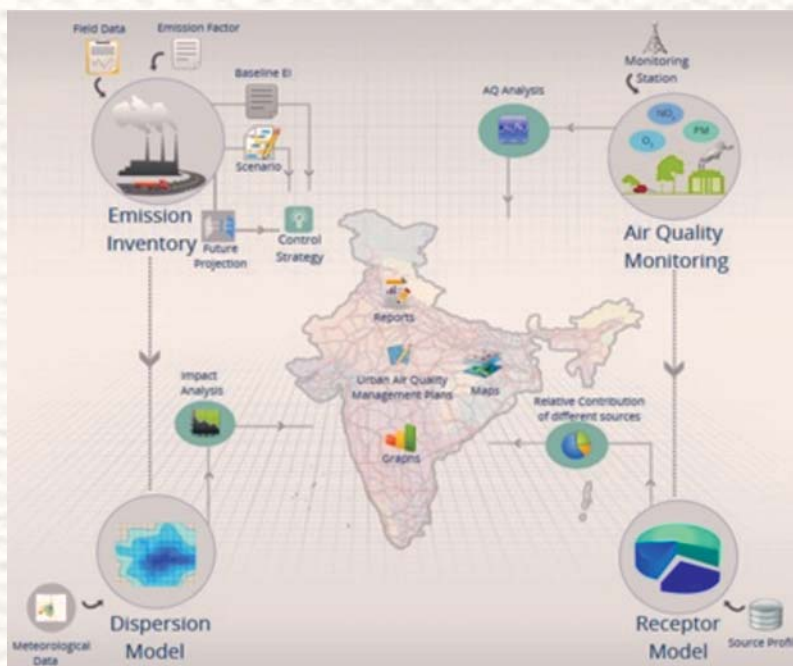 Field Data
Emission Factor
Baseline EI
Scenario
Emission
Inventory
Future
Projection
Control
Strategy
Monitoring
Station
AQ Analysis
NO₂
PM
O₃
Air Quality
Monitoring
Reports
Urban Air Quality
Management Plans
Maps
Graphs
Impact
Analysis
Relative Contribution
of different sources
Dispersion
Model
Meteorological
Data
Receptor
Model
Source Profil